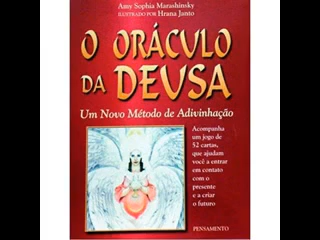 Amy Sophia Marashinsky
ILUSTRADO POR Hrana Janto
O ORÁCULO
DA DEUSA
Um Novo Método de Adivinhação
Acompanha
um jogo de
52 cartas,
que ajudam
você a entrar
em contato
com o
presente
e a criar
o futuro
PENSAMENTO